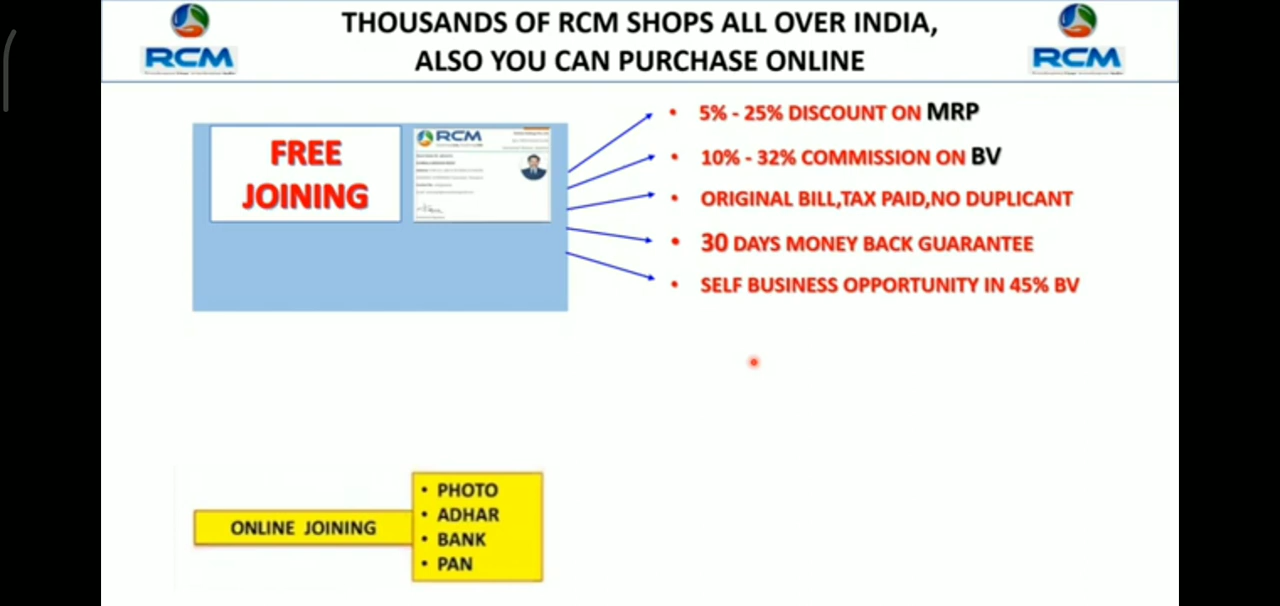 RCM
THOUSANDS OF RCM SHOPS ALL OVER INDIA,
ALSO YOU CAN PURCHASE ONLINE
RCM
FREE
JOINING
RCM
• 5% - 25% DISCOUNT ON MRP
• 10% - 32% COMMISSION ON BV
• ORIGINAL BILL,TAX PAID,NO DUPLICANT
• 30 DAYS MONEY BACK GUARANTEE
• SELF BUSINESS OPPORTUNITY IN 45% BV
ONLINE JOINING
• PHOTO
• ADHAR
• BANK
• PAN